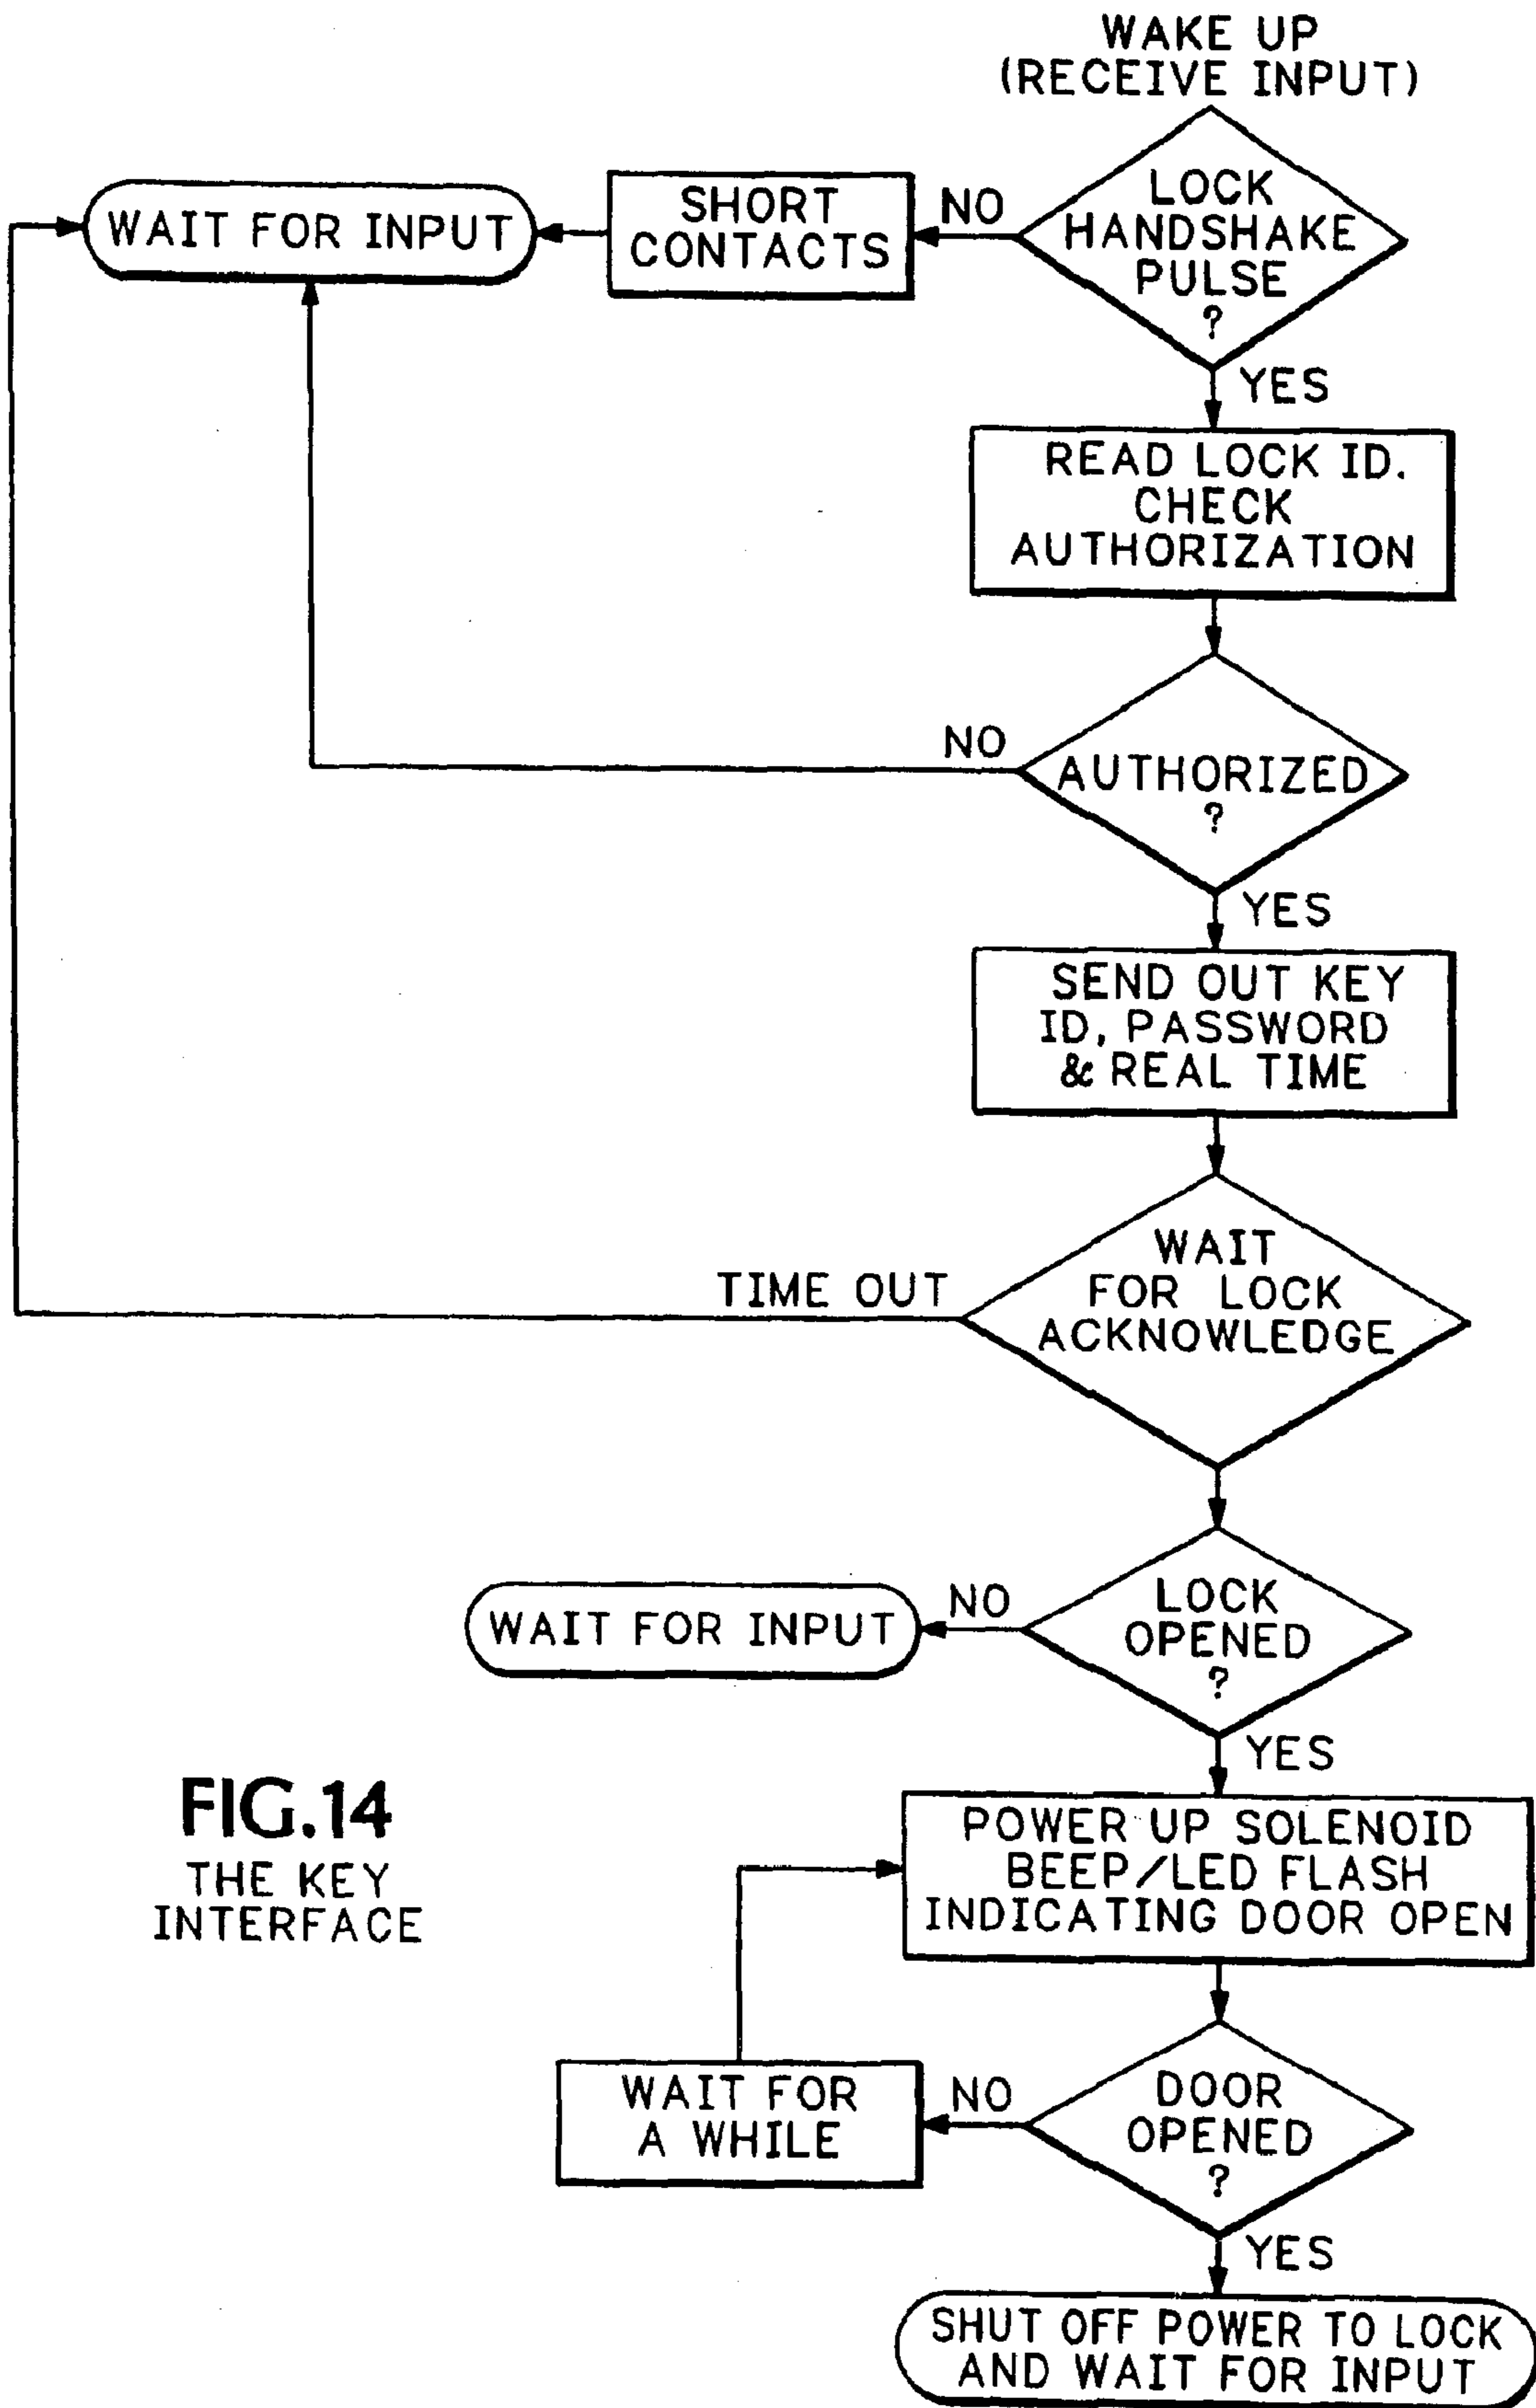 WAKE UP
(RECEIVE INPUT)
LOCK
HANDSHAKE
PULSE
?
NO
SHORT
CONTACTS
WAIT FOR INPUT
YES
READ LOCK ID.
CHECK
AUTHORIZATION
NO
AUTHORIZED
?
YES
SEND OUT KEY
ID, PASSWORD
& REAL TIME
TIME OUT
WAIT
FOR LOCK
ACKNOWLEDGE
WAIT FOR INPUT
NO
LOCK
OPENED
?
YES
FIG.14
THE KEY
INTERFACE
POWER UP SOLENOID
BEEP/LED FLASH
INDICATING DOOR OPEN
WAIT FOR
A WHILE
NO
DOOR
OPENED
?
YES
SHUT OFF POWER TO LOCK
AND WAIT FOR INPUT